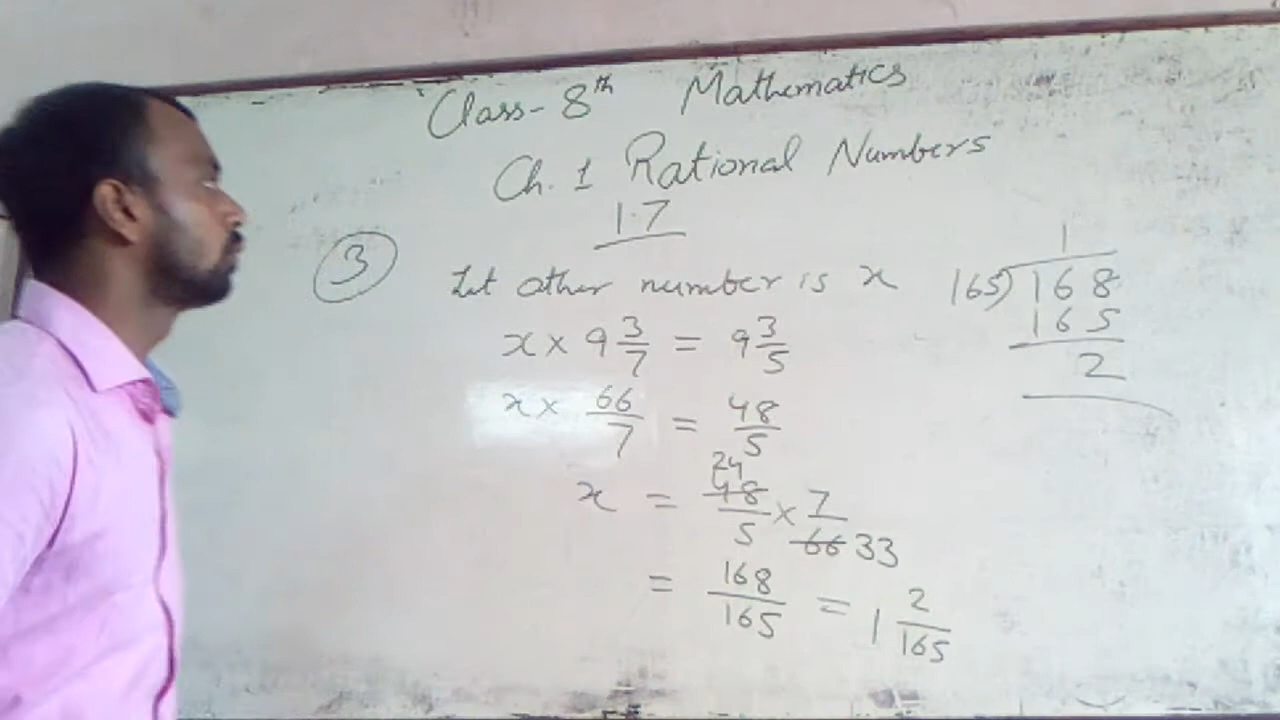 Class- 8th Mathematics
Ch. 1 Rational Numbers
1.7
3 Let other number is x
x × 9 3/7 = 9 3/5
x × 66/7 = 48/5
x = 48/5 × 7/66 24 33
= 168/165 = 1 2/165
1
165) 168
165
2